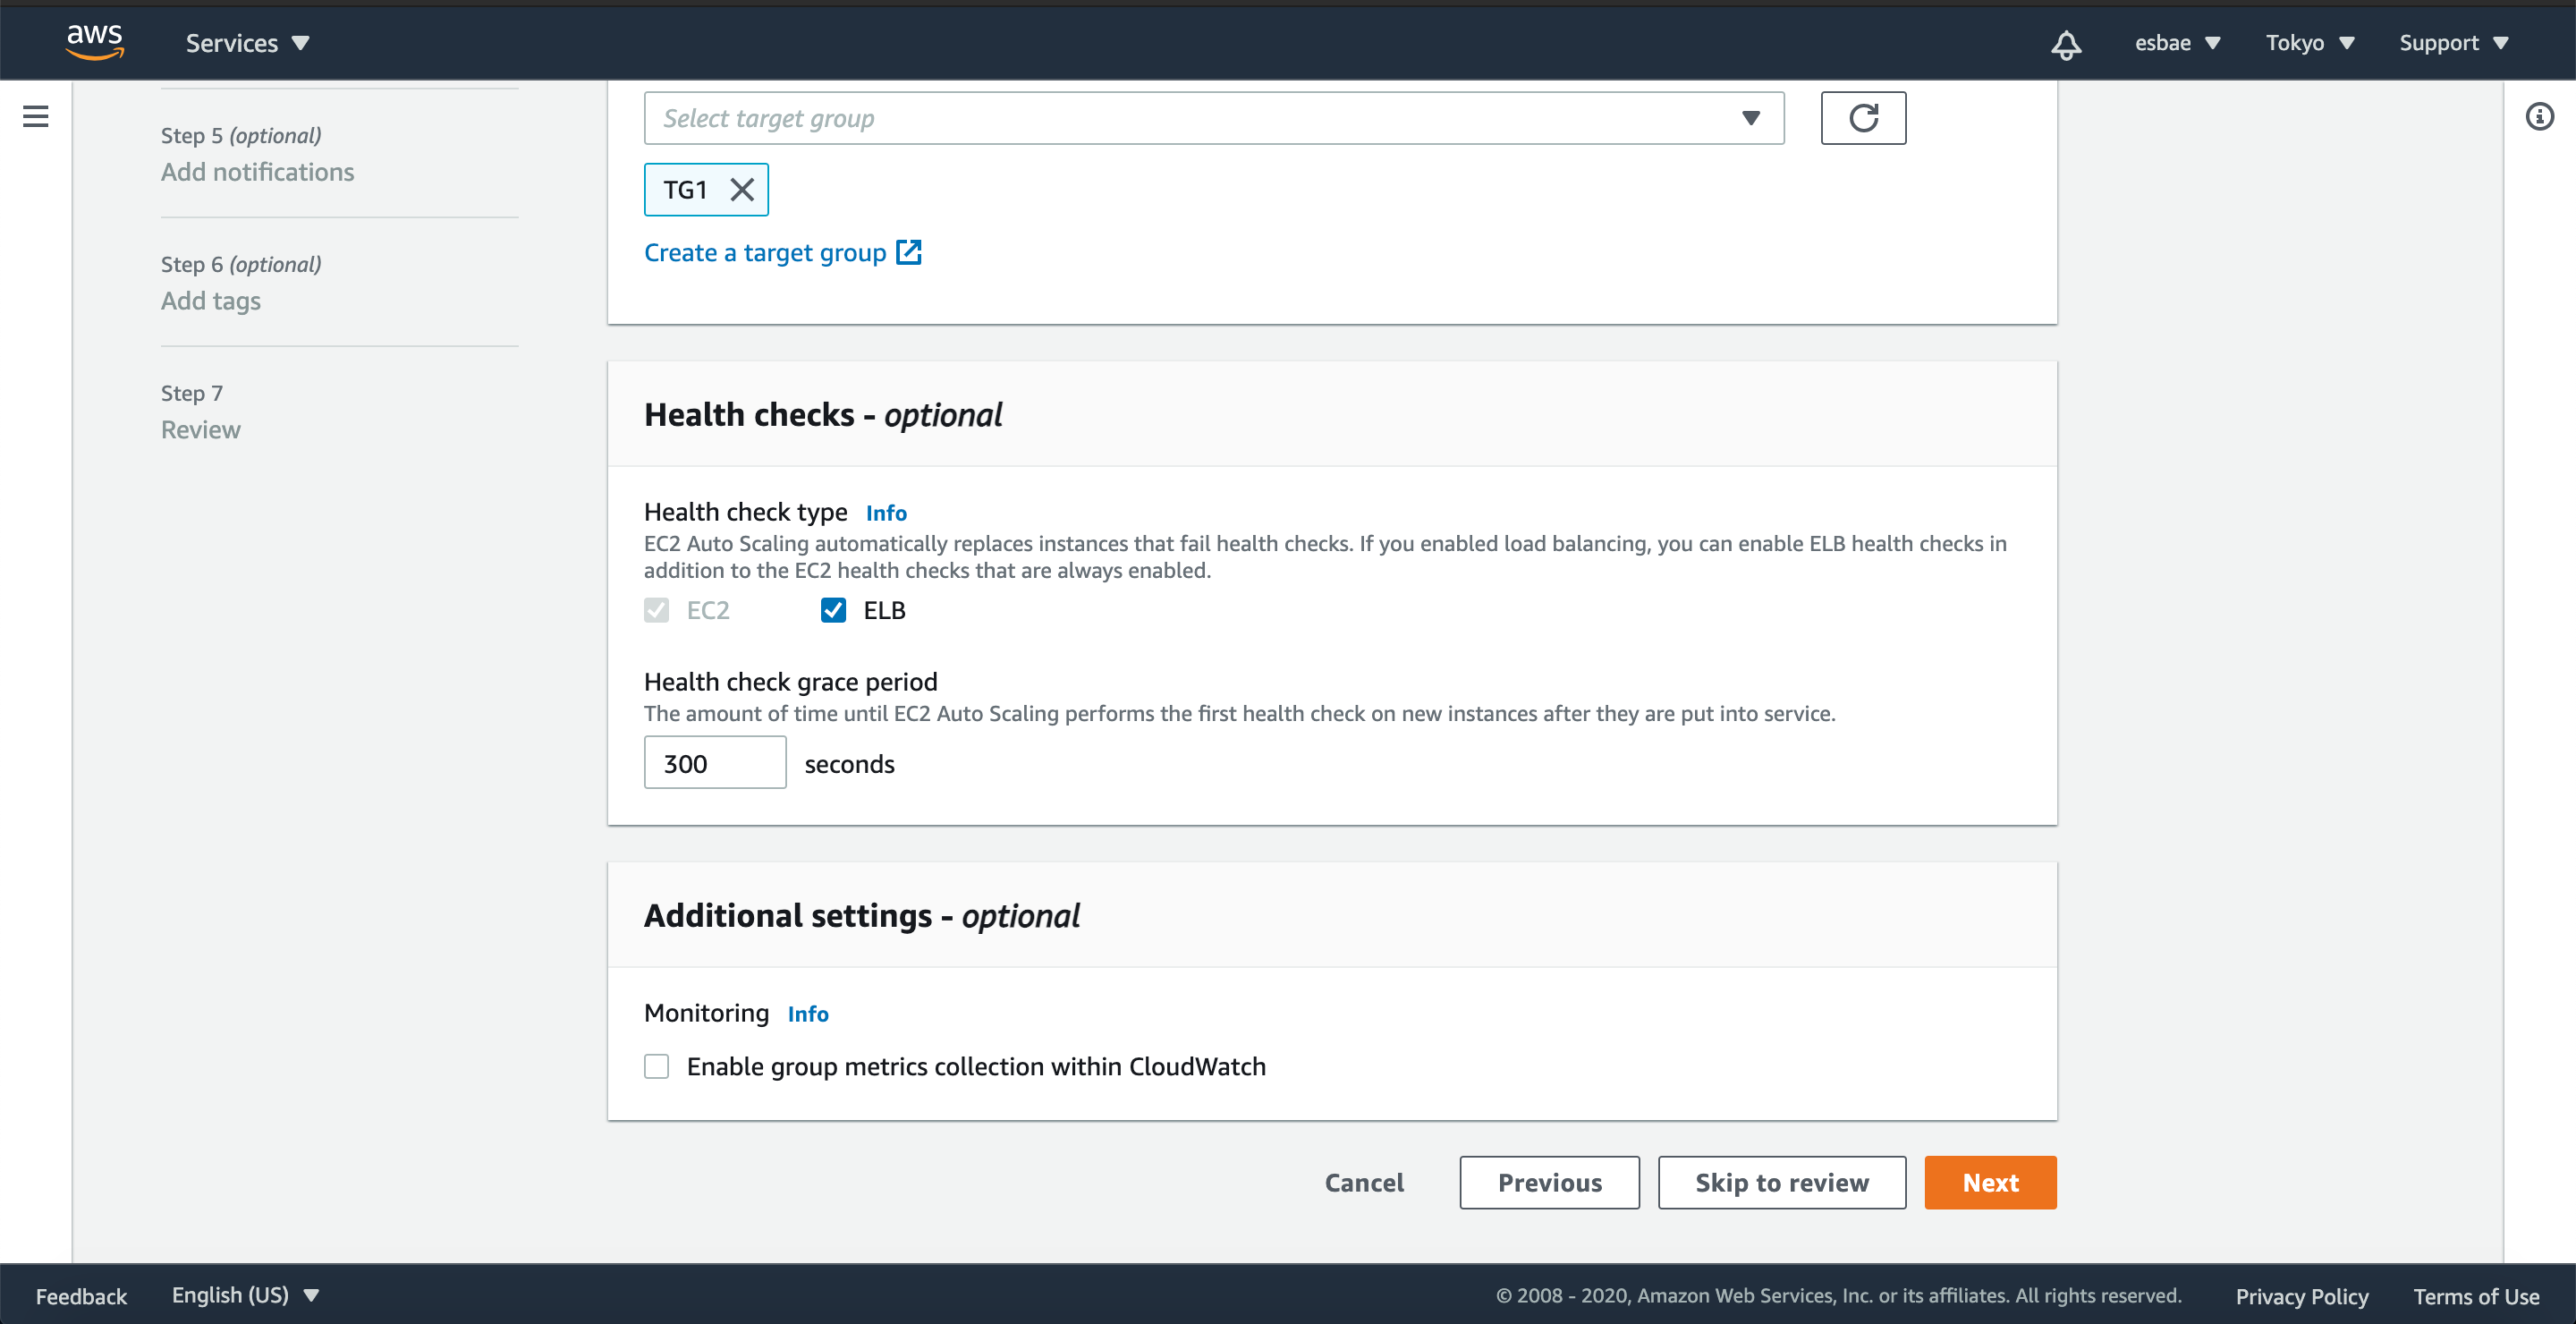 aws
Services
esbae
Tokyo
Support
Step 5 (optional)
Add notifications
Step 6 (optional)
Add tags
Step 7
Review
Select target group
TG1
Create a target group
Health checks - optional
Health check type Info
EC2 Auto Scaling automatically replaces instances that fail health checks. If you enabled load balancing, you can enable ELB health checks in
addition to the EC2 health checks that are always enabled.
EC2
ELB
Health check grace period
The amount of time until EC2 Auto Scaling performs the first health check on new instances after they are put into service.
300 seconds
Additional settings - optional
Monitoring Info
Enable group metrics collection within CloudWatch
Cancel
Previous
Skip to review
Next
Feedback
English (US)
© 2008 - 2020, Amazon Web Services, Inc. or its affiliates. All rights reserved.
Privacy Policy
Terms of Use